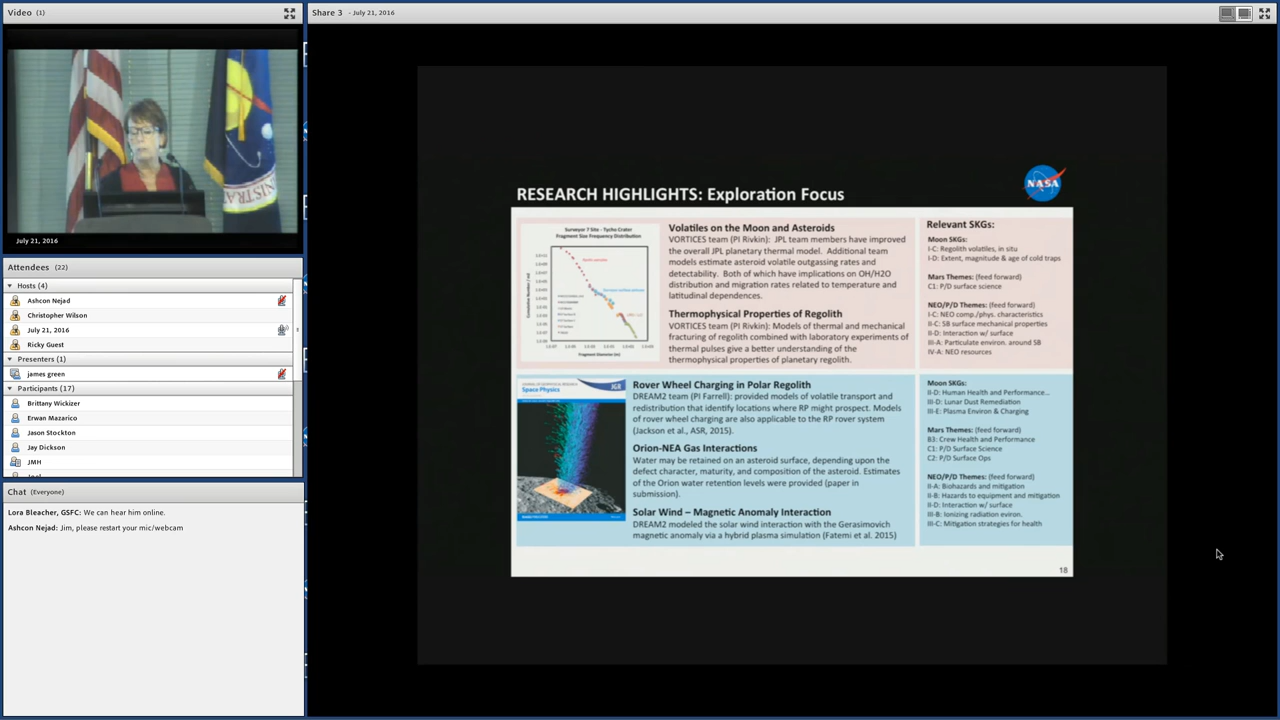 Video (1)
July 21, 2016
Attendees (22)
Hosts (4)
Ashcon Nejad
Christopher Wilson
July 21, 2016
Ricky Guest
Presenters (1)
james green
Participants (17)
Brittany Wickizer
Erwan Mazarico
Jason Stockton
Jay Dickson
JMH
Chat (Everyone)
Lora Bleacher, GSFC: We can hear him online.
Ashcon Nejad: Jim, please restart your mic/webcam
Share 3 - July 21, 2016
NASA
RESEARCH HIGHLIGHTS: Exploration Focus
Surveyor 7 Site - Tycho Crater
Fragment Size Frequency Distribution
Fragment Diameter (m)
Volatiles on the Moon and Asteroids
VORTICES team (PI Rivkin): JPL team members have improved
the overall JPL planetary thermal model. Additional team
models estimate asteroid volatile outgassing rates and
detectability. Both of which have implications on OH/H2O
distribution and migration rates related to temperature and
latitudinal dependences.
Thermophysical Properties of Regolith
VORTICES team (PI Rivkin): Models of thermal and mechanical
fracturing of regolith combined with laboratory experiments of
thermal pulses give a better understanding of the
thermophysical properties of planetary regolith.
Relevant SKGs:
Moon SKGs:
I-C: Regolith volatiles, in situ
I-D: Extent, magnitude & age of cold traps
Mars Themes: (feed forward)
C1: P/D surface science
NEO/P/D Themes: (feed forward)
I-C: NEO comp./phys. characteristics
II-C: SB surface mechanical properties
II-D: Interaction w/ surface
III-A: Particulate environ. around SB
IV-A: NEO resources
JGR
Space Physics
Rover Wheel Charging in Polar Regolith
DREAM2 team (PI Farrell): provided models of volatile transport and
redistribution that identify locations where RP might prospect. Models
of rover wheel charging are also applicable to the RP rover system
(Jackson et al., ASR, 2015).
Orion-NEA Gas Interactions
Water may be retained on an asteroid surface, depending upon the
defect character, maturity, and composition of the asteroid. Estimates
of the Orion water retention levels were provided (paper in
submission).
Solar Wind – Magnetic Anomaly Interaction
DREAM2 modeled the solar wind interaction with the Gerasimovich
magnetic anomaly via a hybrid plasma simulation (Fatemi et al. 2015)
Moon SKGs:
II-D: Human Health and Performance...
III-D: Lunar Dust Remediation
III-E: Plasma Environ & Charging
Mars Themes: (feed forward)
B3: Crew Health and Performance
C1: P/D Surface Science
C2: P/D Surface Ops
NEO/P/D Themes: (feed forward)
II-A: Biohazards and mitigation
II-B: Hazards to equipment and mitigation
II-D: Interaction w/ surface
III-B: Ionizing radiation environ.
III-C: Mitigation strategies for health
18